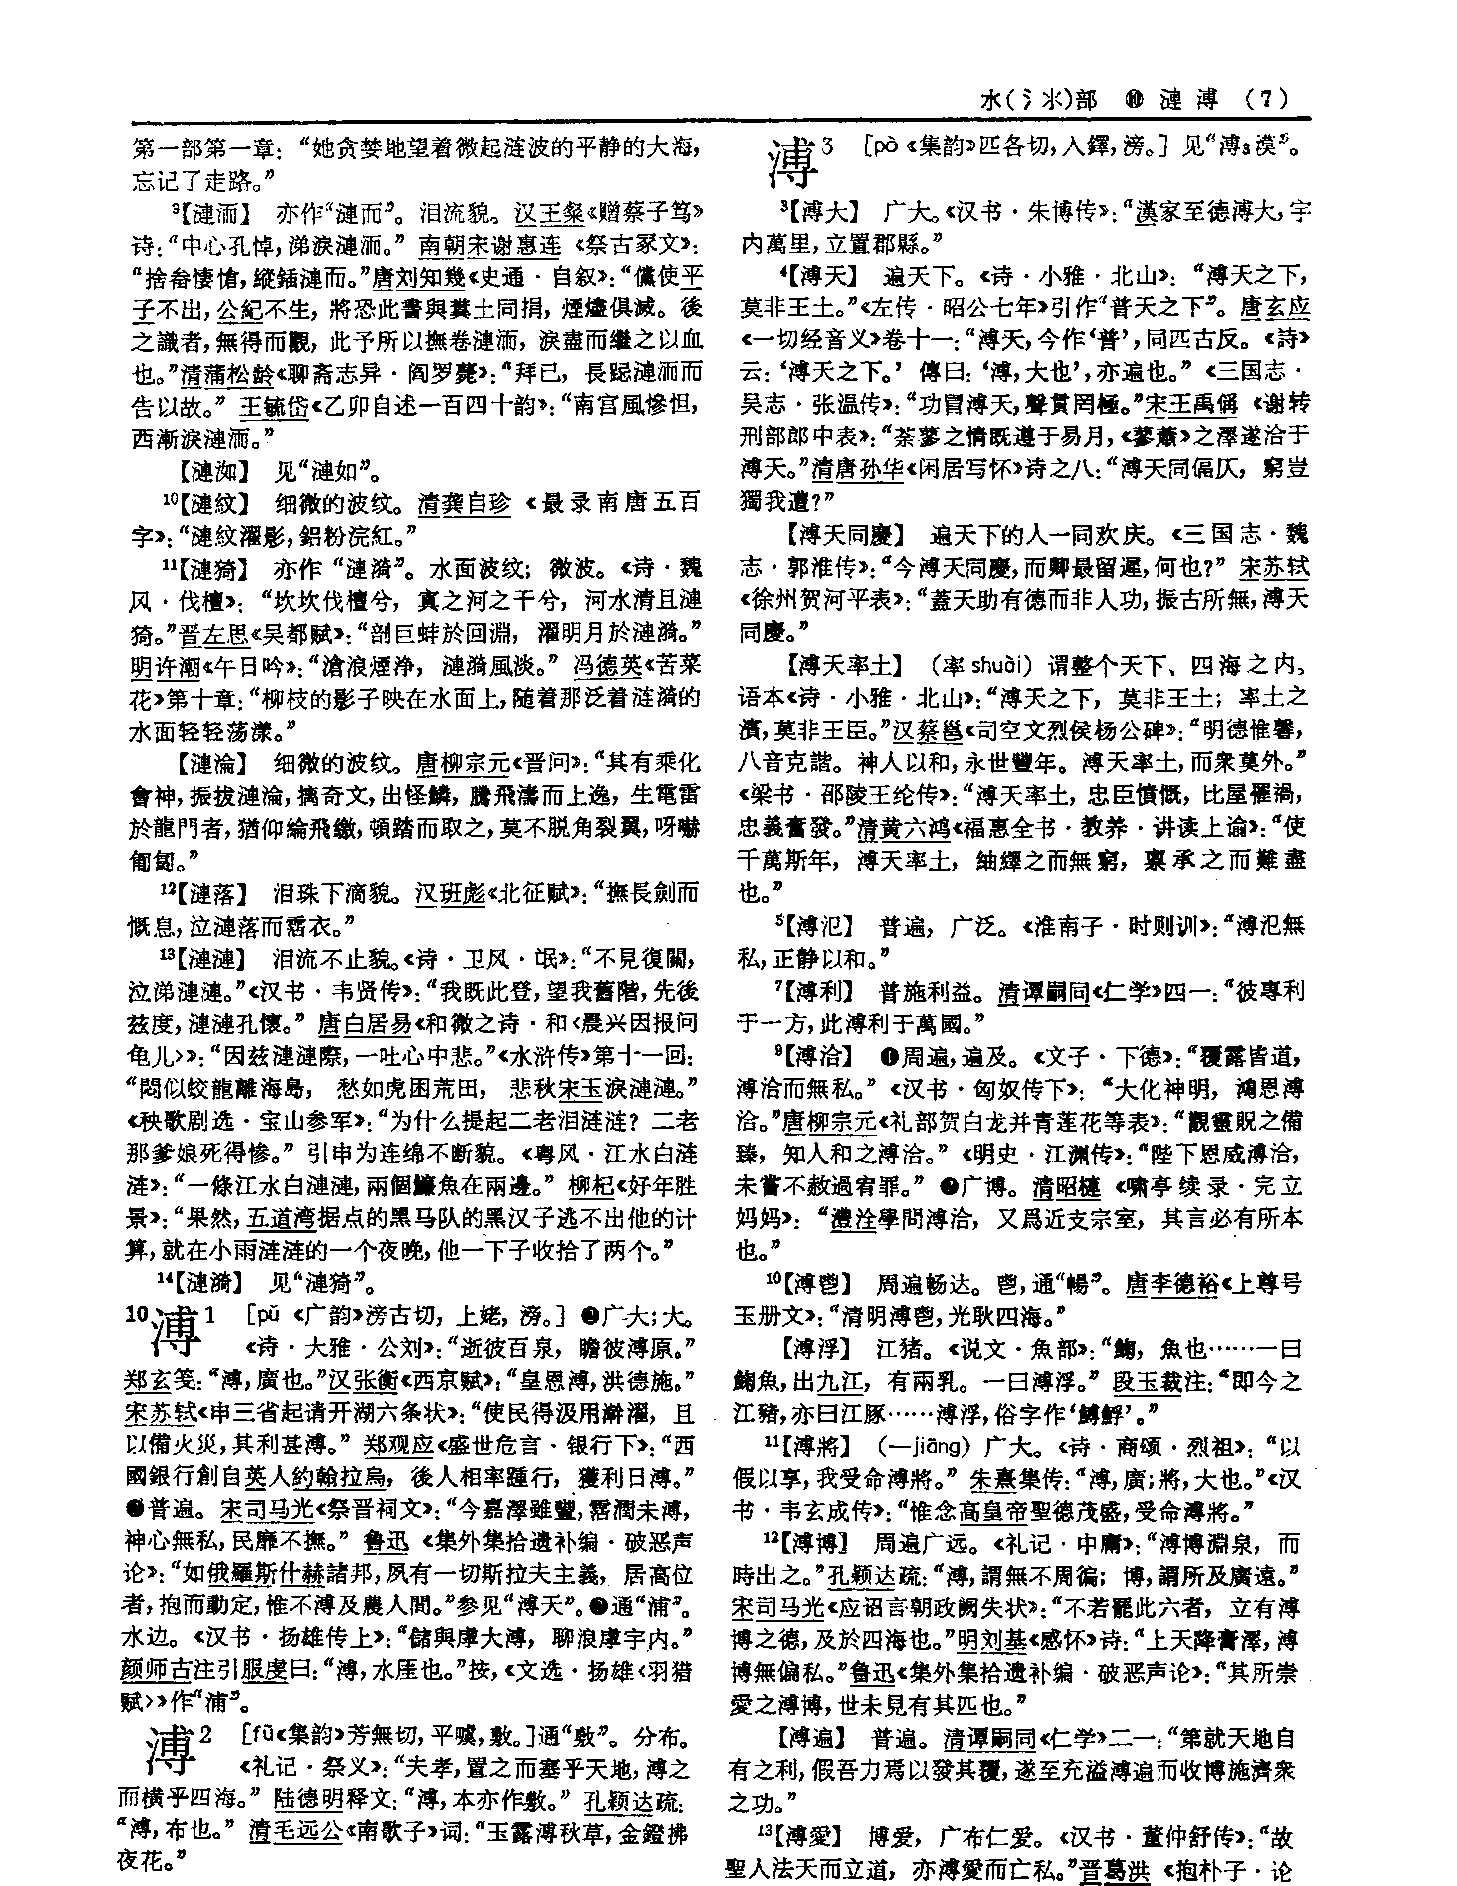 水(氵氺)部 ⑩ 漣 溥 (7)
第一部第一章：“她贪婪地望着微起涟波的平静的大海，
忘记了走路。”
⁹【漣洏】 亦作“漣而”。泪流貌。汉王粲《赠蔡子笃》
诗：“中心孔悼，涕淚漣洏。”南朝宋谢惠连《祭古冢文》：
“捨畚悽愴，縱鍤漣而。”唐刘知幾《史通·自叙》：“儻使平
子不出，公紀不生，將恐此書與糞土同捐，煙燼俱滅。後
之識者，無得而觀，此予所以撫卷漣洏，淚盡而繼之以血
也。”清蒲松龄《聊斋志异·阎罗薨》：“拜已，長跽漣洏而
告以故。”王毓岱《乙卯自述一百四十韵》：“南宫風慘怛，
西漸淚漣洏。”
【漣洳】 见“漣如”。
¹⁰【漣紋】 细微的波纹。清龚自珍《最录南唐五百
字》：“漣紋濯影，鉛粉浣紅。”
¹¹【漣猗】 亦作“漣漪”。水面波纹；微波。《诗·魏
风·伐檀》：“坎坎伐檀兮，寘之河之干兮，河水清且漣
猗。”晋左思《吴都赋》：“剖巨蚌於回淵，濯明月於漣漪。”
明许潮《午日吟》：“滄浪煙净，漣漪風淡。”冯德英《苦菜
花》第十章：“柳枝的影子映在水面上，随着那泛着涟漪的
水面轻轻荡漾。”
【漣淪】 细微的波纹。唐柳宗元《晋问》：“其有乘化
會神，振拔漣淪，摛奇文，出怪鱗，騰飛濤而上逸，生電雷
於龍門者，猶仰綸飛繳，頓踏而取之，莫不脱角裂翼，呀嚇
匍匐。”
¹²【漣落】 泪珠下滴貌。汉班彪《北征赋》：“撫長劍而
慨息，泣漣落而霑衣。”
¹³【漣漣】 泪流不止貌。《诗·卫风·氓》：“不見復關，
泣涕漣漣。”《汉书·韦贤传》：“我既此登，望我舊階，先後
兹度，漣漣孔懷。”唐白居易《和微之诗·和〈晨兴因报问
龟儿〉》：“因兹漣漣際，一吐心中悲。”《水浒传》第十一回：
“悶似蛟龍離海島，愁如虎困荒田，悲秋宋玉淚漣漣。”
《秧歌剧选·宝山参军》：“为什么提起二老泪涟涟？二老
那爹娘死得惨。”引申为连绵不断貌。《粤风·江水白涟
涟》：“一條江水白漣漣，兩個鰜魚在兩邊。”柳杞《好年胜
景》：“果然，五道湾据点的黑马队的黑汉子逃不出他的计
算，就在小雨涟涟的一个夜晚，他一下子收拾了两个。”
¹⁴【漣漪】 见“漣猗”。
10溥1 [pǔ《广韵》滂古切，上姥，滂。]❶广大；大。
《诗·大雅·公刘》：“逝彼百泉，瞻彼溥原。”
郑玄笺：“溥，廣也。”汉张衡《西京赋》：“皇恩溥，洪德施。”
宋苏轼《申三省起请开湖六条状》：“使民得汲用澣濯，且
以備火災，其利甚溥。”郑观应《盛世危言·银行下》：“西
國銀行創自英人約翰拉烏，後人相率踵行，獲利日溥。”
❷普遍。宋司马光《祭晋祠文》：“今嘉澤雖豐，霑潤未溥，
神心無私，民靡不撫。”鲁迅《集外集拾遗补编·破恶声
论》：“如俄羅斯什赫諸邦，夙有一切斯拉夫主義，居高位
者，抱而動定，惟不溥及農人間。”参见“溥天”。❸通“浦”。
水边。《汉书·扬雄传上》：“儲與虖大溥，聊浪虖宇内。”
颜师古注引服虔曰：“溥，水厓也。”按，《文选·扬雄〈羽猎
赋〉》作“浦”。
溥2 [fū《集韵》芳無切，平虞，敷。]通“敷”。分布。
《礼记·祭义》：“夫孝，置之而塞乎天地，溥之
而横乎四海。”陆德明释文：“溥，本亦作敷。”孔颖达疏：
“溥，布也。”清毛远公《南歌子》词：“玉露溥秋草，金鐙拂
夜花。”
溥3 [pò《集韵》匹各切，入鐸，滂。]见“溥₃漠”。
³【溥大】 广大。《汉书·朱博传》：“漢家至德溥大，宇
内萬里，立置郡縣。”
⁴【溥天】 遍天下。《诗·小雅·北山》：“溥天之下，
莫非王土。”《左传·昭公七年》引作“普天之下”。唐玄应
《一切经音义》卷十一：“溥天，今作‘普’，同匹古反。《詩》
云：‘溥天之下。’傳曰：‘溥，大也’，亦遍也。”《三国志·
吴志·张温传》：“功冒溥天，聲貫罔極。”宋王禹偁《谢转
刑部郎中表》：“荼蓼之情既遵于易月，《蓼蕭》之澤遂洽于
溥天。”清唐孙华《闲居写怀》诗之八：“溥天同偪仄，窮豈
獨我遭？”
【溥天同慶】 遍天下的人一同欢庆。《三国志·魏
志·郭淮传》：“今溥天同慶，而卿最留遲，何也？”宋苏轼
《徐州贺河平表》：“蓋天助有德而非人功，振古所無，溥天
同慶。”
【溥天率土】 （率shuài）谓整个天下、四海之内。
语本《诗·小雅·北山》：“溥天之下，莫非王土；率土之
濱，莫非王臣。”汉蔡邕《司空文烈侯杨公碑》：“明德惟馨，
八音克諧。神人以和，永世豐年。溥天率土，而衆莫外。”
《梁书·邵陵王纶传》：“溥天率土，忠臣憤慨，比屋罹禍，
忠義奮發。”清黄六鸿《福惠全书·教养·讲读上谕》：“使
千萬斯年，溥天率土，紬繹之而無窮，稟承之而難盡
也。”
⁵【溥氾】 普遍，广泛。《淮南子·时则训》：“溥氾無
私，正静以和。”
⁷【溥利】 普施利益。清谭嗣同《仁学》四一：“彼專利
于一方，此溥利于萬國。”
⁹【溥洽】 ❶周遍，遍及。《文子·下德》：“覆露皆道，
溥洽而無私。”《汉书·匈奴传下》：“大化神明，鴻恩溥
洽。”唐柳宗元《礼部贺白龙并青莲花等表》：“觀靈貺之備
臻，知人和之溥洽。”《明史·江渊传》：“陛下恩威溥洽，
未嘗不赦過宥罪。”❷广博。清昭槤《啸亭续录·完立
妈妈》：“澧沧學問溥洽，又爲近支宗室，其言必有所本
也。”
¹⁰【溥鬯】 周遍畅达。鬯，通“暢”。唐李德裕《上尊号
玉册文》：“清明溥鬯，光耿四海。”
【溥浮】 江猪。《说文·魚部》：“鮪，魚也……一曰
鮪魚，出九江，有兩乳。一曰溥浮。”段玉裁注：“即今之
江豬，亦曰江豚……溥浮，俗字作‘鱄䱐’。”
¹¹【溥將】 （—jiāng）广大。《诗·商颂·烈祖》：“以
假以享，我受命溥將。”朱熹集传：“溥，廣；將，大也。”《汉
书·韦玄成传》：“惟念高皇帝聖德茂盛，受命溥將。”
¹²【溥博】 周遍广远。《礼记·中庸》：“溥博淵泉，而
時出之。”孔颖达疏：“溥，謂無不周徧；博，謂所及廣遠。”
宋司马光《应诏言朝政阙失状》：“不若罷此六者，立有溥
博之德，及於四海也。”明刘基《感怀》诗：“上天降膏澤，溥
博無偏私。”鲁迅《集外集拾遗补编·破恶声论》：“其所崇
愛之溥博，世未見有其匹也。”
【溥遍】 普遍。清谭嗣同《仁学》二一：“第就天地自
有之利，假吾力焉以發其覆，遂至充溢溥遍而收博施濟衆
之功。”
¹³【溥愛】 博爱，广布仁爱。《汉书·董仲舒传》：“故
聖人法天而立道，亦溥愛而亡私。”晋葛洪《抱朴子·论